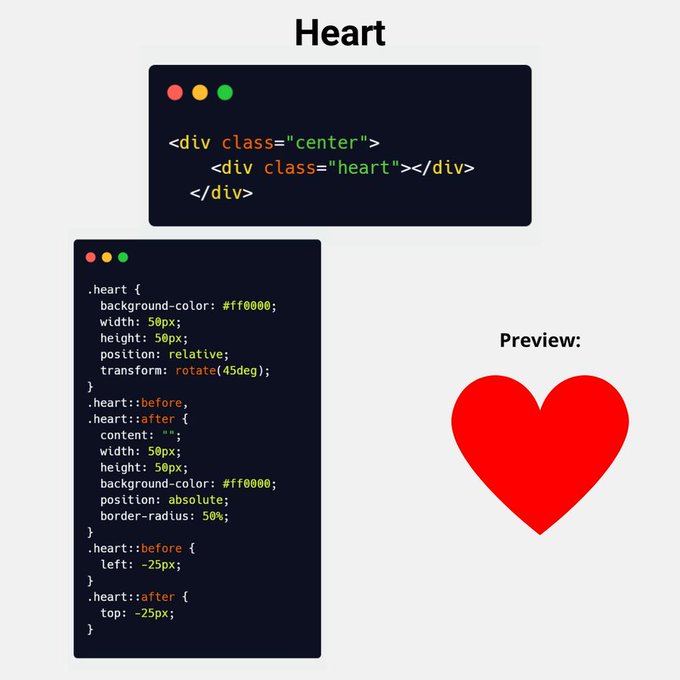 Heart
<div class="center">
    <div class="heart"></div>
  </div>
.heart {
  background-color: #ff0000;
  width: 50px;
  height: 50px;
  position: relative;
  transform: rotate(45deg);
}
.heart::before,
.heart::after {
  content: "";
  width: 50px;
  height: 50px;
  background-color: #ff0000;
  position: absolute;
  border-radius: 50%;
}
.heart::before {
  left: -25px;
}
.heart::after {
  top: -25px;
}
Preview: